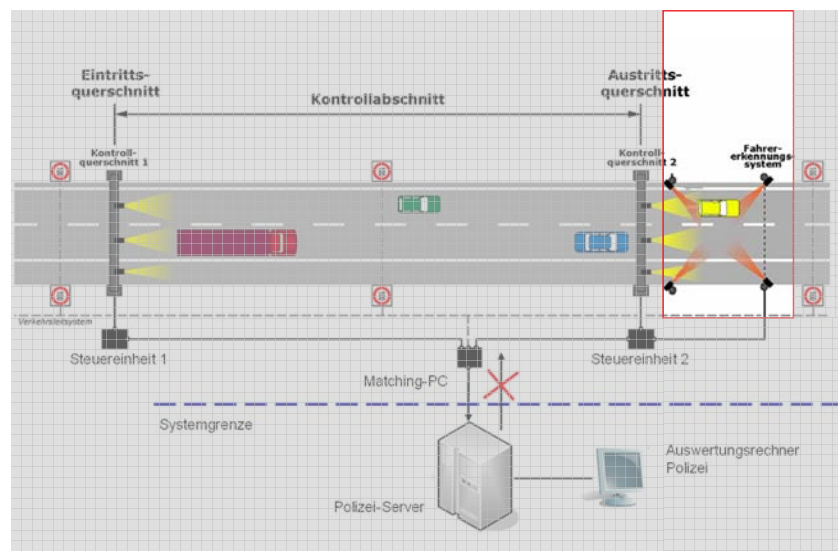 Eintritts-
querschnitt
Austritts-
querschnitt
Kontrollabschnitt
Kontroll-
querschnitt 1
Kontroll-
querschnitt 2
Fahrer-
erkennungs-
system
Verkehrsleitsystem
Steuereinheit 1
Steuereinheit 2
Matching-PC
Systemgrenze
Auswertungsrechner
Polizei
Polizei-Server